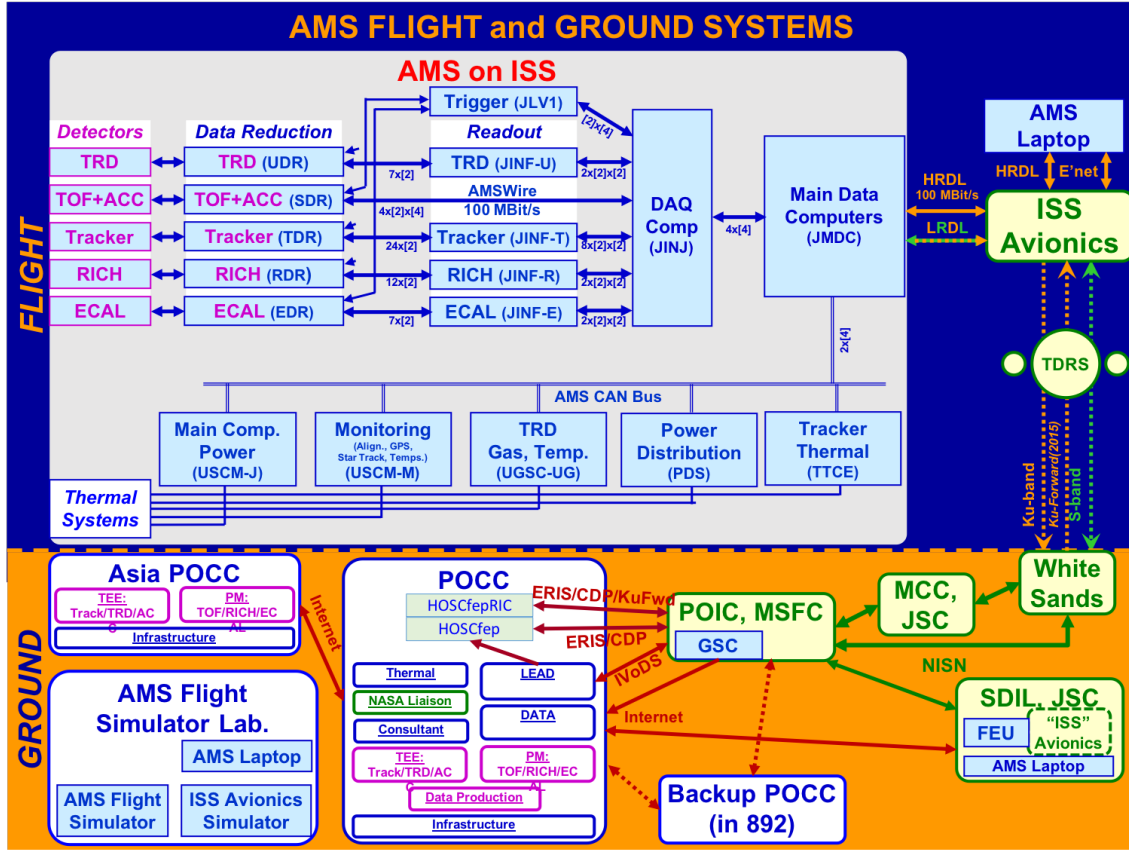 AMS FLIGHT and GROUND SYSTEMS
FLIGHT
AMS on ISS
Detectors
Data Reduction
Readout
Trigger (JLV1)
[2]x[4]
TRD
TRD (UDR)
7x[2]
TRD (JINF-U)
2x[2]x[2]
TOF+ACC
TOF+ACC (SDR)
4x[2]x[4]
AMSWire
100 MBit/s
Tracker
Tracker (TDR)
24x[2]
Tracker (JINF-T)
8x[2]x[2]
RICH
RICH (RDR)
12x[2]
RICH (JINF-R)
2x[2]x[2]
ECAL
ECAL (EDR)
7x[2]
ECAL (JINF-E)
2x[2]x[2]
DAQ
Comp
(JINJ)
4x[4]
Main Data
Computers
(JMDC)
2x[4]
HRDL
100 MBit/s
LRDL
AMS
Laptop
HRDL
E'net
ISS
Avionics
TDRS
Ku-band
Ku-Forward(2015)
S-band
AMS CAN Bus
Main Comp.
Power
(USCM-J)
Monitoring
(Align., GPS,
Star Track, Temps.)
(USCM-M)
TRD
Gas, Temp.
(UGSC-UG)
Power
Distribution
(PDS)
Tracker
Thermal
(TTCE)
Thermal
Systems
GROUND
Asia POCC
TEE:
Track/TRD/AC
C
PM:
TOF/RICH/EC
AL
Infrastructure
Internet
AMS Flight
Simulator Lab.
AMS Laptop
AMS Flight
Simulator
ISS Avionics
Simulator
POCC
HOSCfepRIC
HOSCfep
Thermal
LEAD
NASA Liaison
Consultant
DATA
TEE:
Track/TRD/AC
C
PM:
TOF/RICH/EC
AL
Data Production
Infrastructure
ERIS/CDP/KuFwd
ERIS/CDP
IVoDS
Internet
POIC, MSFC
GSC
MCC,
JSC
White
Sands
NISN
SDIL, JSC
FEU
"ISS"
Avionics
AMS Laptop
Backup POCC
(in 892)